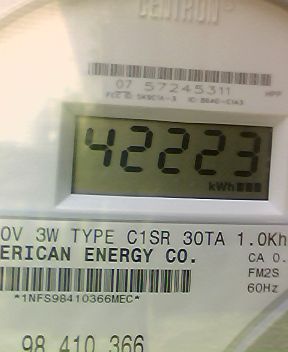 CENTRON®
07 57245311 HPP
42223
kWh
0V 3W TYPE C1SR 30TA 1.0Kh
ERICAN ENERGY CO. CA 0.
FM2S
*1NFS98410366MEC* 60Hz
98 410 366